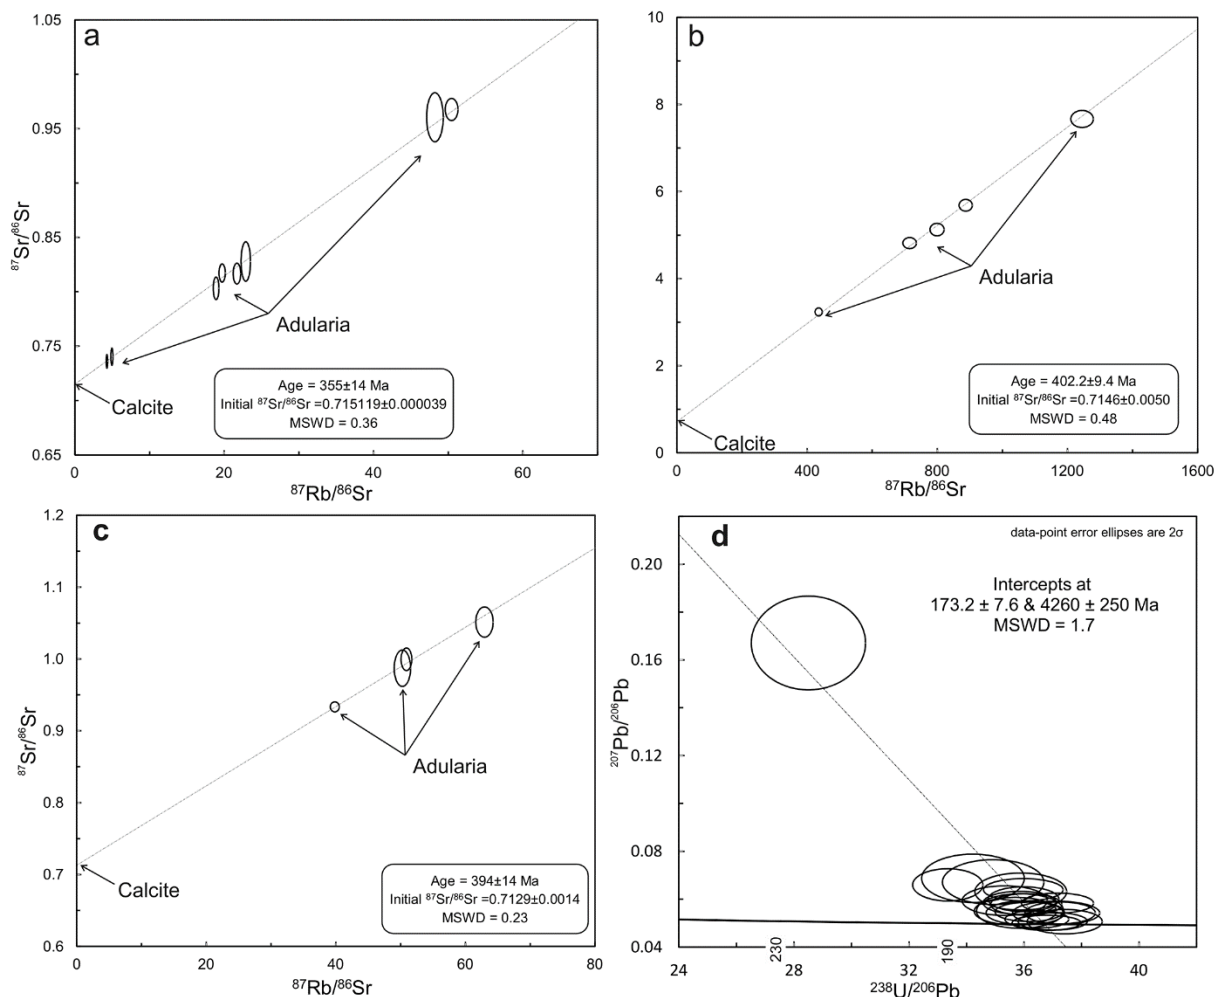 a
1.05
0.95
0.85
0.75
0.65
⁸⁷Sr/⁸⁶Sr
0
20
40
60
⁸⁷Rb/⁸⁶Sr
Adularia
Calcite
Age = 355±14 Ma
Initial ⁸⁷Sr/⁸⁶Sr =0.715119±0.000039
MSWD = 0.36
b
10
8
6
4
2
0
0
400
800
1200
1600
⁸⁷Rb/⁸⁶Sr
Adularia
Calcite
Age = 402.2±9.4 Ma
Initial ⁸⁷Sr/⁸⁶Sr =0.7146±0.0050
MSWD = 0.48
c
1.2
1.1
1.0
0.9
0.8
0.7
0.6
⁸⁷Sr/⁸⁶Sr
0
20
40
60
80
⁸⁷Rb/⁸⁶Sr
Adularia
Calcite
Age = 394±14 Ma
Initial ⁸⁷Sr/⁸⁶Sr =0.7129±0.0014
MSWD = 0.23
d
data-point error ellipses are 2σ
Intercepts at
173.2 ± 7.6 & 4260 ± 250 Ma
MSWD = 1.7
0.20
0.16
0.12
0.08
0.04
²⁰⁷Pb/²⁰⁶Pb
230
190
24
28
32
36
40
²³⁸U/²⁰⁶Pb